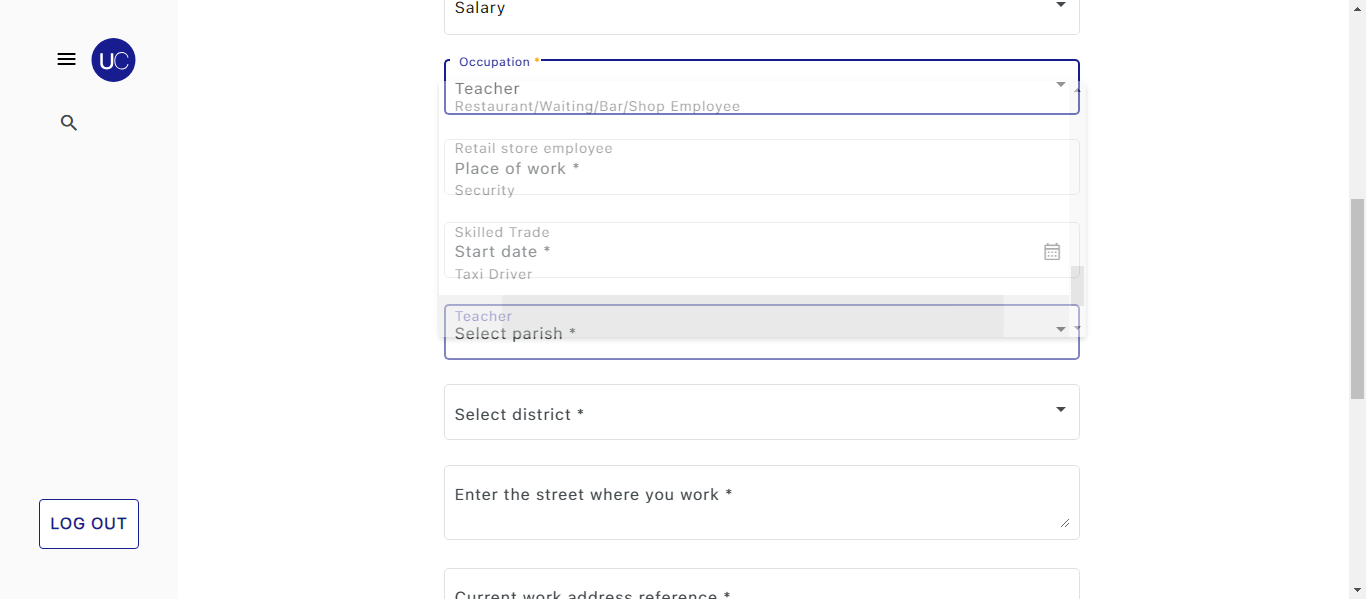 Salary
UC
Occupation *
Teacher
Restaurant/Waiting/Bar/Shop Employee
Retail store employee
Place of work *
Security
Skilled Trade
Start date *
Taxi Driver
Teacher
Select parish *
Select district *
Enter the street where you work *
LOG OUT
Current work address reference *